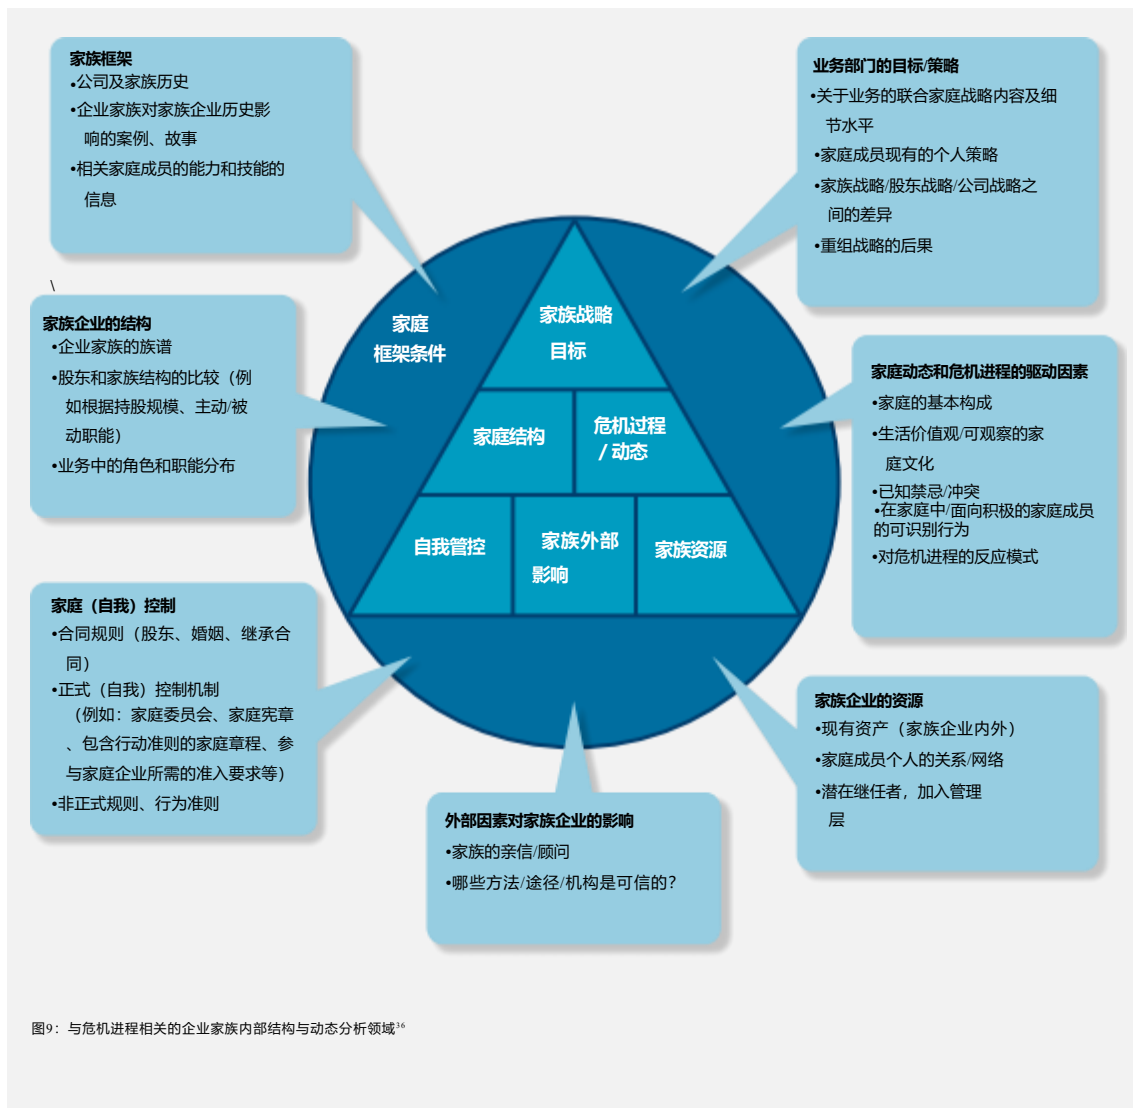 家族框架
•公司及家族历史
•企业家族对家族企业历史影
响的案例、故事
•相关家庭成员的能力和技能的
信息
业务部门的目标/策略
•关于业务的联合家庭战略内容及细
节水平
•家庭成员现有的个人策略
•家族战略/股东战略/公司战略之
间的差异
•重组战略的后果
\
家族企业的结构
•企业家族的族谱
•股东和家族结构的比较（例
如根据持股规模、主动/被
动职能）
•业务中的角色和职能分布
家庭
框架条件
家族战略
目标
家庭结构
危机过程
/ 动态
自我管控
家族外部
影响
家族资源
家庭动态和危机进程的驱动因素
•家庭的基本构成
•生活价值观/可观察的家
庭文化
•已知禁忌/冲突
•在家庭中/面向积极的家庭成员
的可识别行为
•对危机进程的反应模式
家庭（自我）控制
•合同规则（股东、婚姻、继承合
同）
•正式（自我）控制机制
（例如：家庭委员会、家庭宪章
、包含行动准则的家庭章程、参
与家庭企业所需的准入要求等）
•非正式规则、行为准则
家族企业的资源
•现有资产（家族企业内外）
•家庭成员个人的关系/网络
•潜在继任者，加入管理
层
外部因素对家族企业的影响
•家族的亲信/顾问
•哪些方法/途径/机构是可信的？
图9：与危机进程相关的企业家族内部结构与动态分析领域36